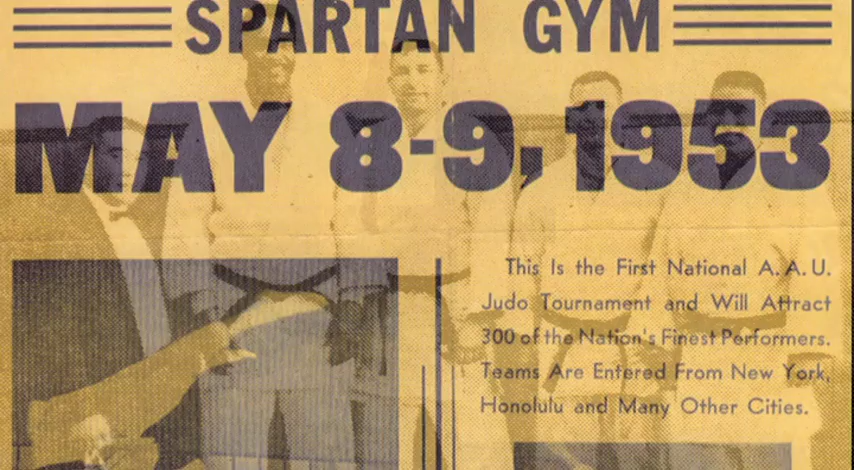 SPARTAN GYM
MAY 8-9, 1953
This Is the First National A. A. U.
Judo Tournament and Will Attract
300 of the Nation's Finest Performers.
Teams Are Entered From New York,
Honolulu and Many Other Cities.